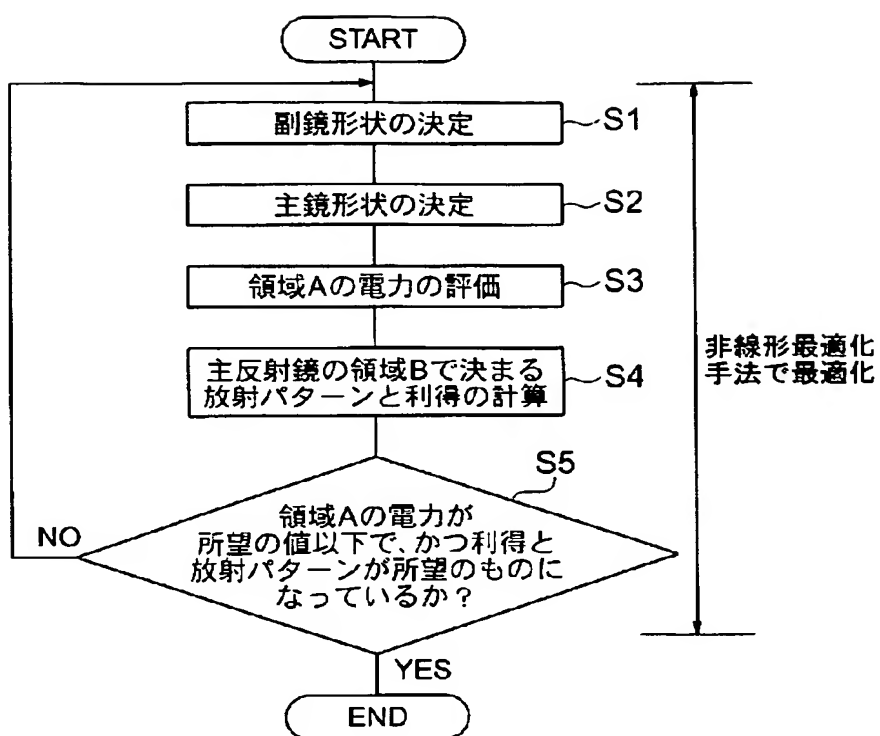 START
副鏡形状の決定
S1
主鏡形状の決定
S2
領域Aの電力の評価
S3
主反射鏡の領域Bで決まる
放射パターンと利得の計算
S4
非線形最適化
手法で最適化
S5
領域Aの電力が
所望の値以下で、かつ利得と
放射パターンが所望のものに
なっているか?
NO
YES
END